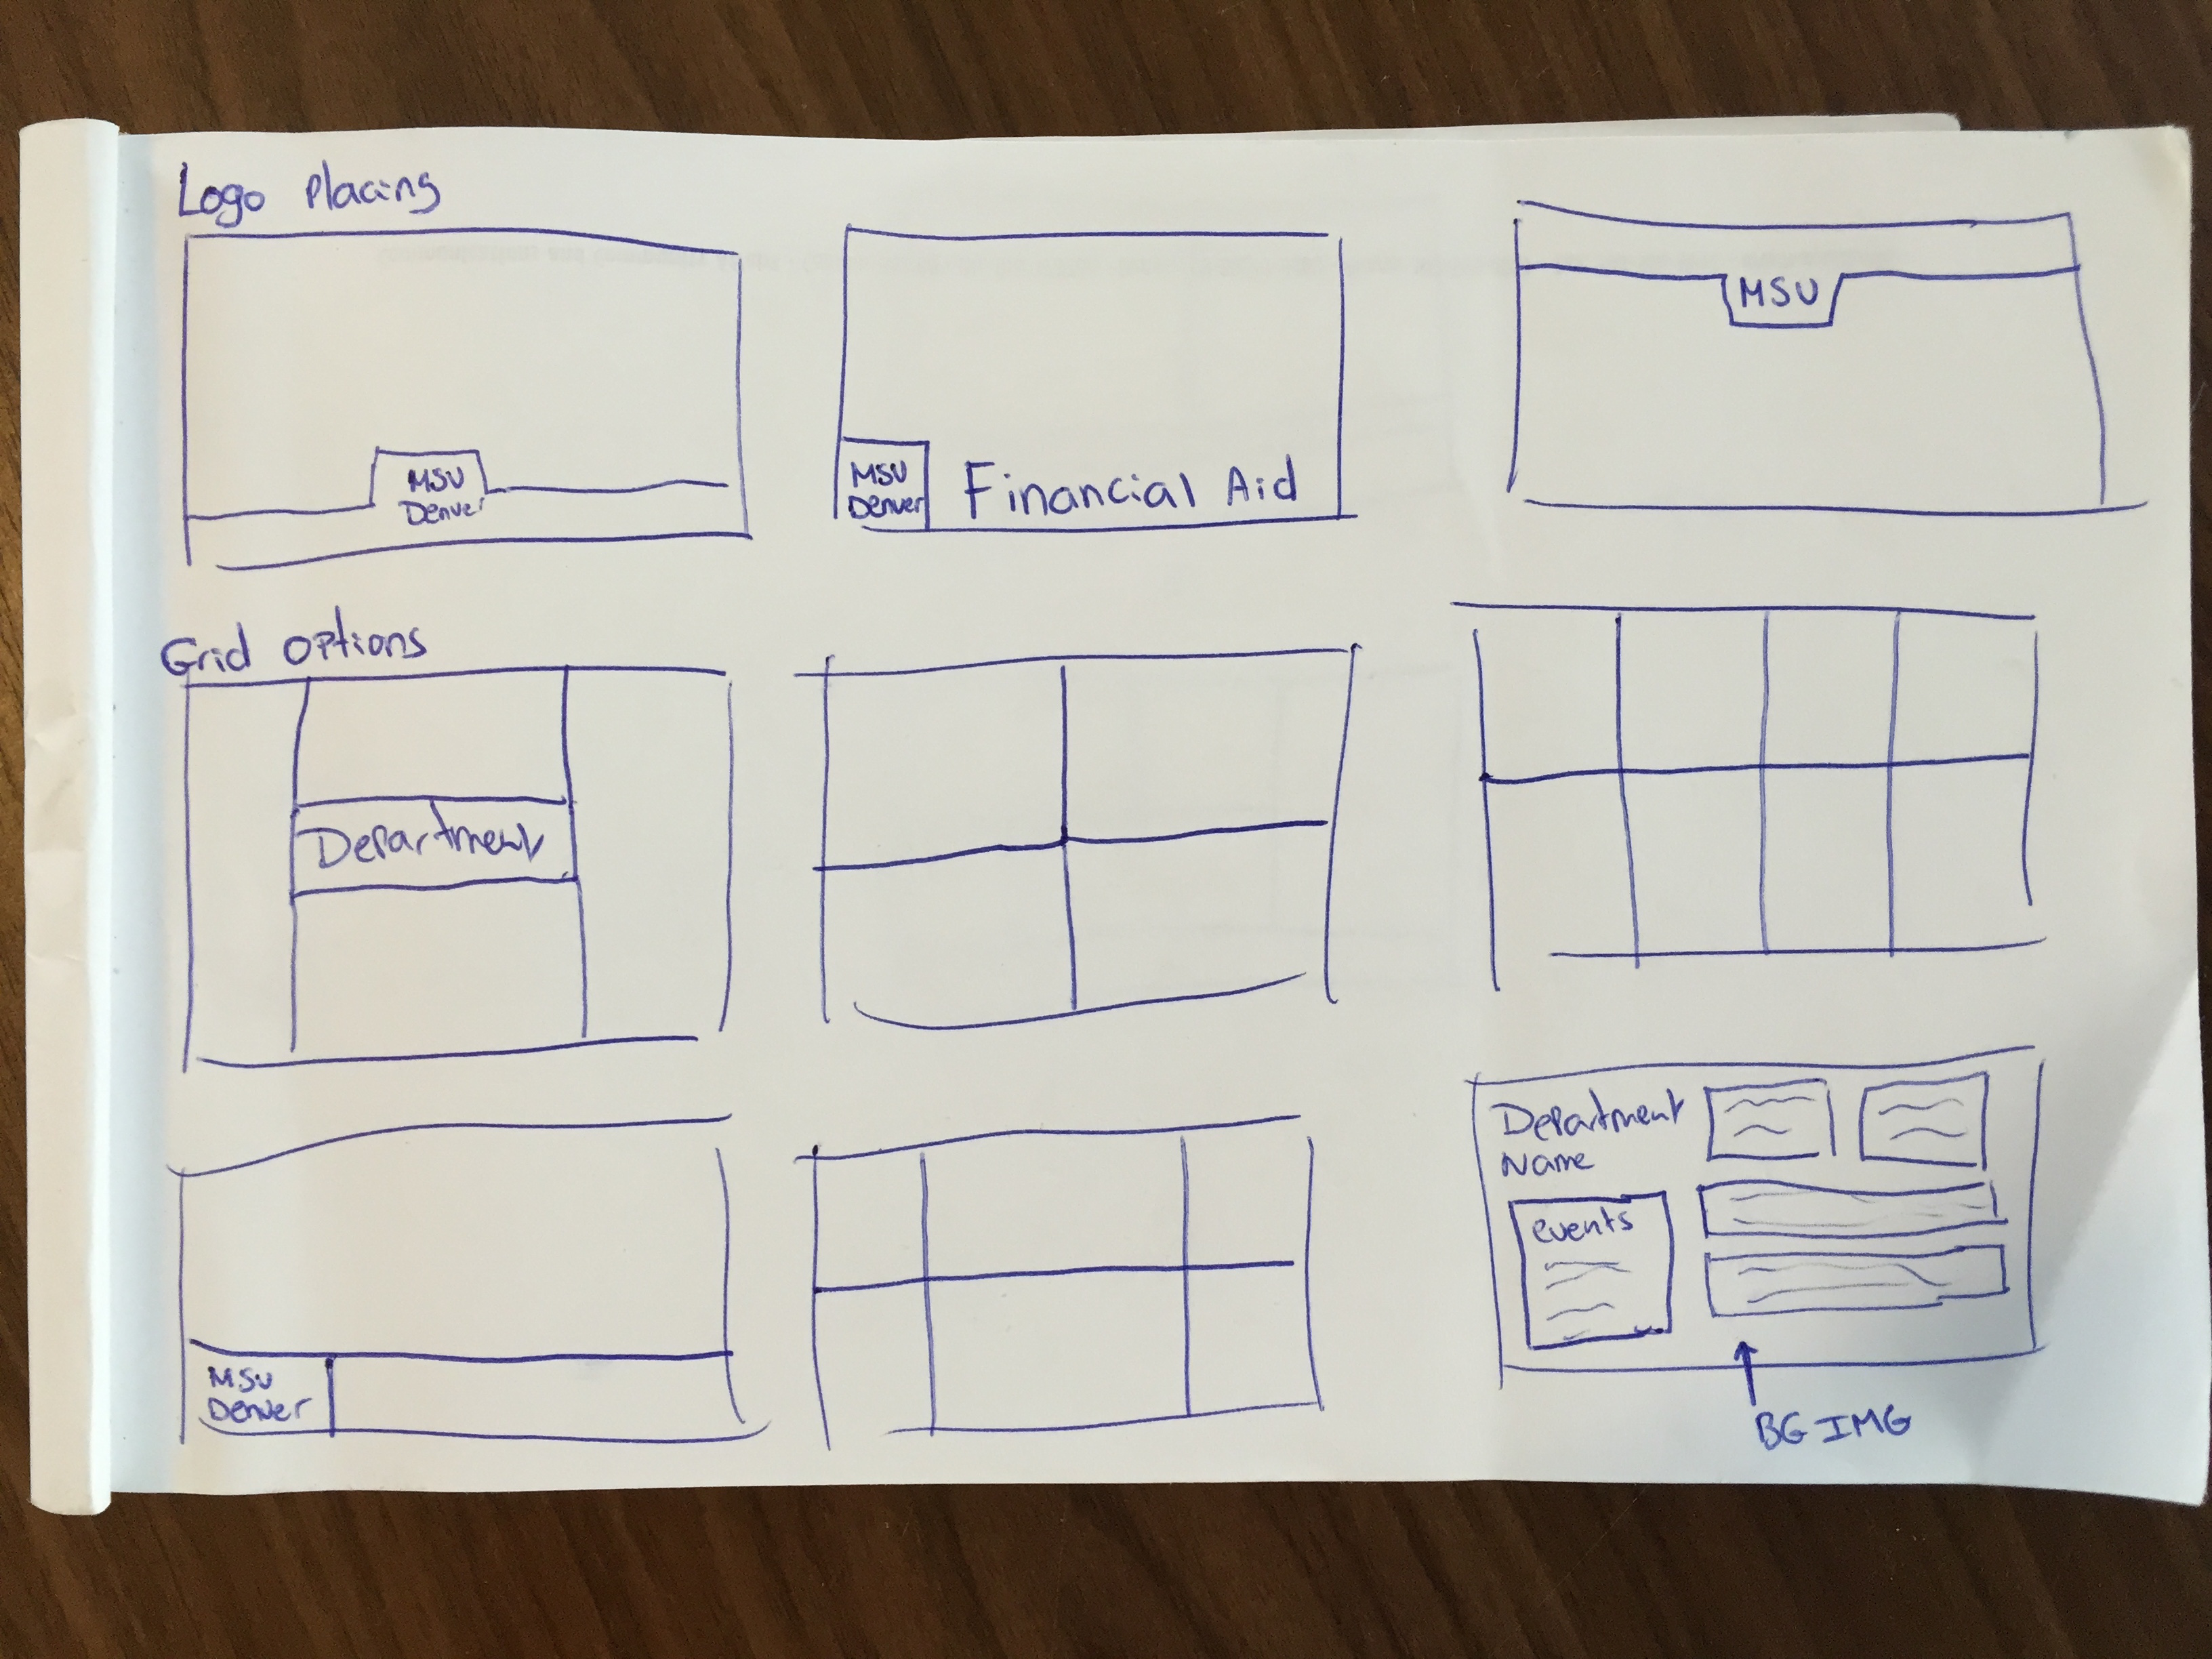 Logo Placing
MSU
Denver
MSU
Denver
Financial Aid
MSU
Grid Options
Department
MSU
Denver
Department
Name
events
BG IMG